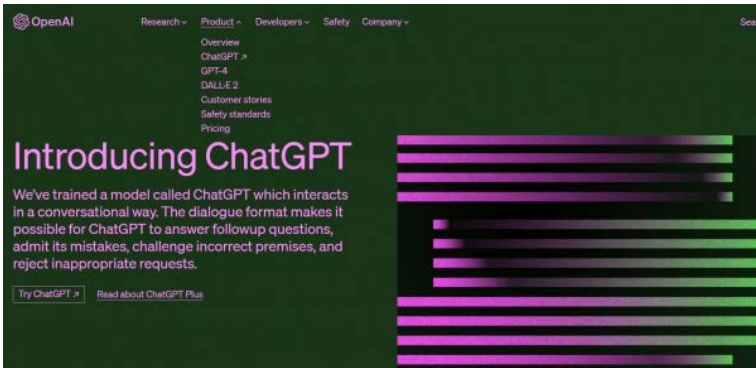 OpenAI
Research Product Developers Safety Company
Overview
ChatGPT ↗
GPT-4
DALL·E 2
Customer stories
Safety standards
Pricing
Introducing ChatGPT
We've trained a model called ChatGPT which interacts
in a conversational way. The dialogue format makes it
possible for ChatGPT to answer followup questions,
admit its mistakes, challenge incorrect premises, and
reject inappropriate requests.
Try ChatGPT ↗ Read about ChatGPT Plus